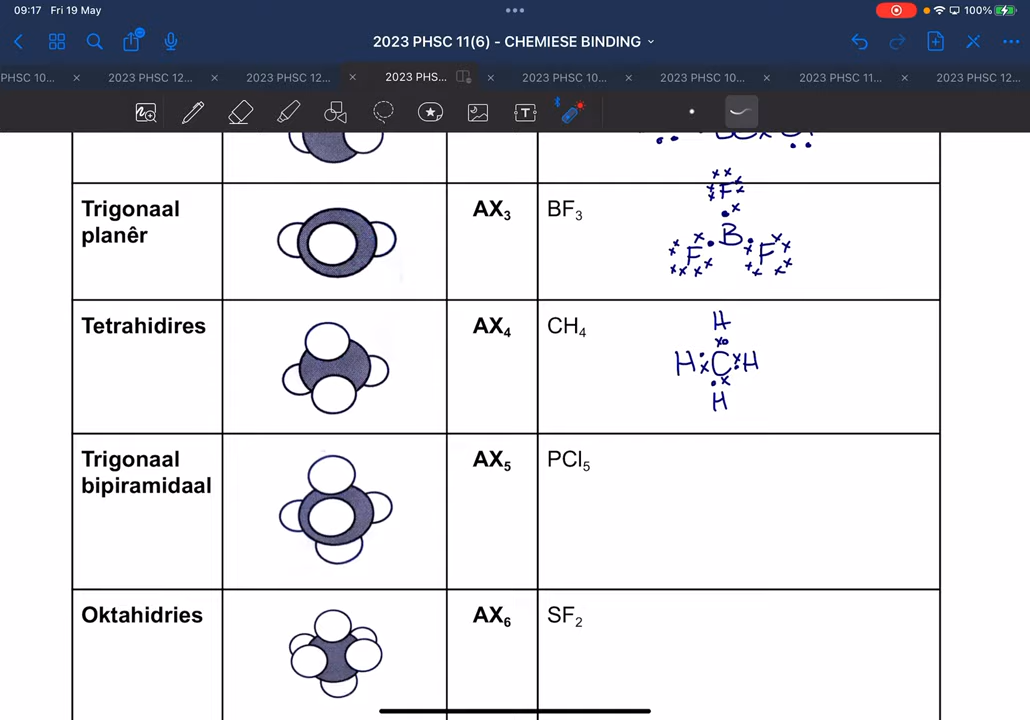 09:17 Fri 19 May
100%
2023 PHSC 11(6) - CHEMIESE BINDING
PHSC 10...
2023 PHSC 12...
2023 PHSC 12...
2023 PHS...
2023 PHSC 10...
2023 PHSC 10...
2023 PHSC 11...
2023 PHSC 12...
T
Trigonaal
planêr
AX₃
BF₃
F
B
F F
Tetrahidires
AX₄
CH₄
H
H C H
H
Trigonaal
bipiramidaal
AX₅
PCl₅
Oktahidries
AX₆
SF₂